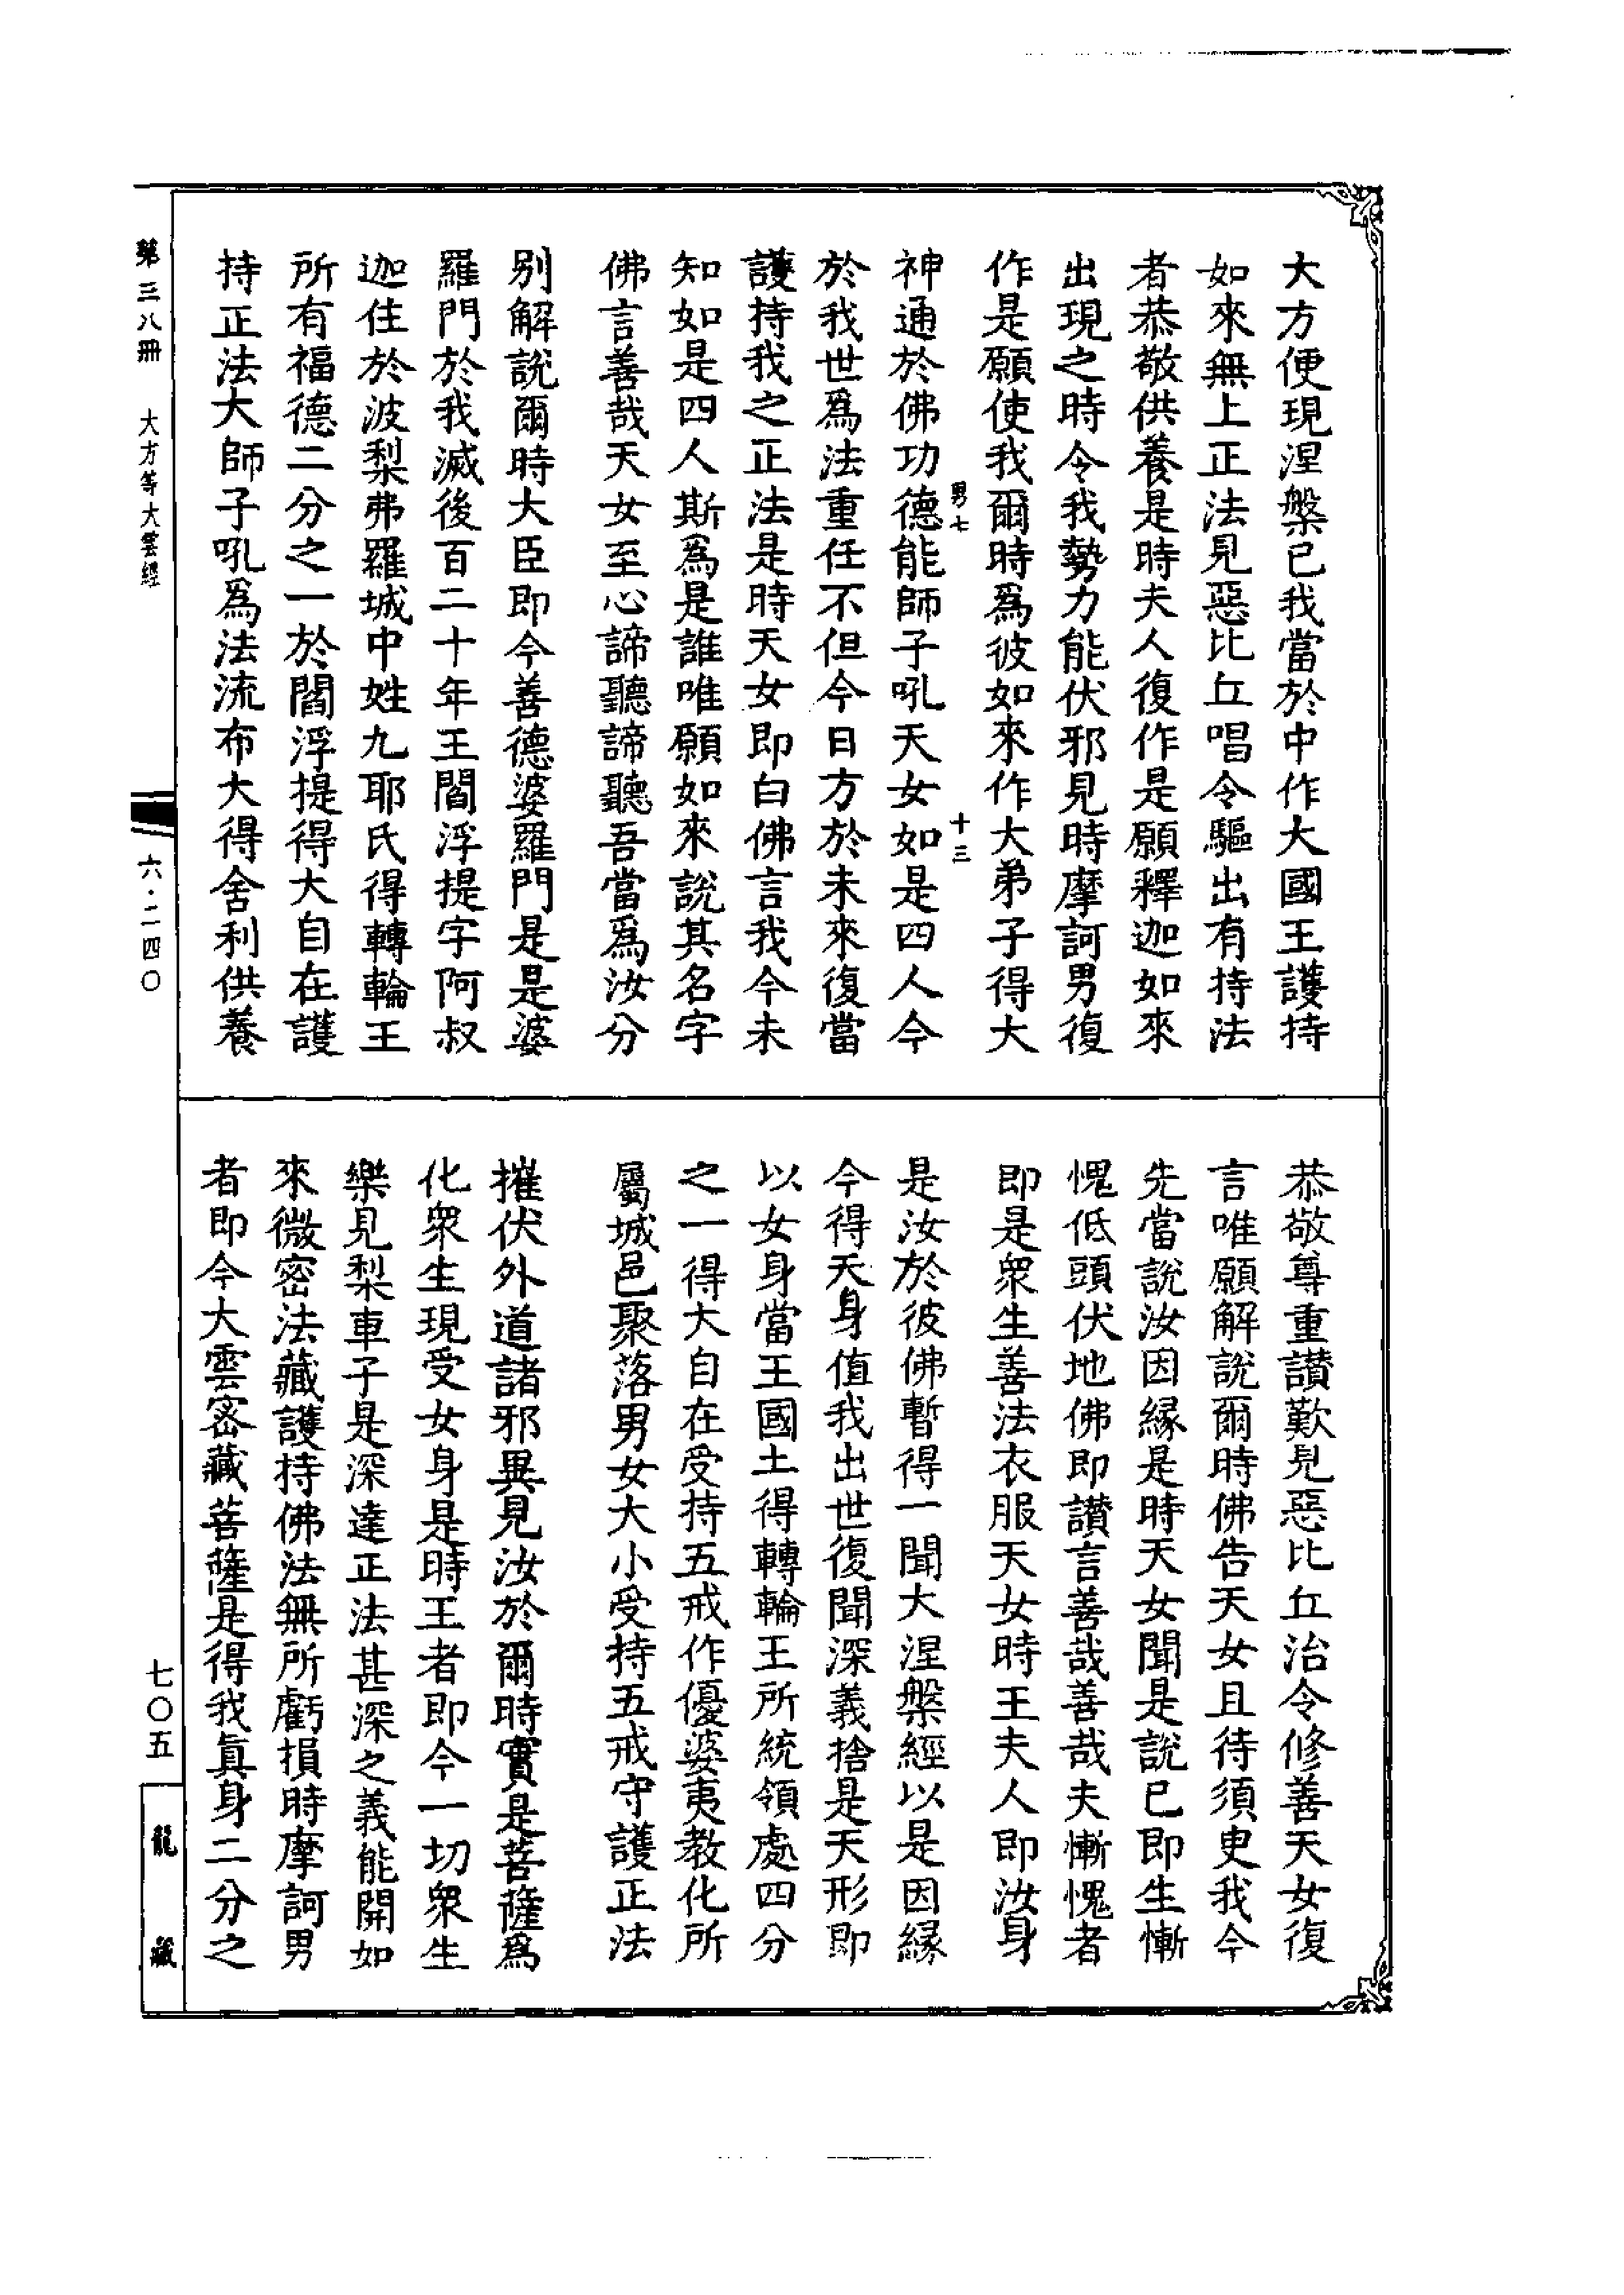 大方便現涅槃已我當於中作大國王護持
如來無上正法見惡比丘唱令驅出有持法
者恭敬供養是時夫人復作是願釋迦如來
出現之時令我勢力能伏邪見時摩訶男復
作是願使我爾時爲彼如來作大弟子得大
男七 十三
神通於佛功德能師子吼天女如是四人今
於我世爲法重任不但今日方於未來復當
護持我之正法是時天女即白佛言我今未
知如是四人斯爲是誰唯願如來說其名字
佛言善哉天女至心諦聽諦聽吾當爲汝分
別解說爾時大臣即今善德婆羅門是是婆
羅門於我滅後百二十年王閻浮提字阿叔
迦住於波梨弗羅城中姓九耶氏得轉輪王
所有福德二分之一於閻浮提得大自在護
持正法大師子吼爲法流布大得舍利供養
恭敬尊重讃歎見惡比丘治令修善天女復
言唯願解說爾時佛告天女且待須臾我今
先當說汝因緣是時天女聞是說已即生慚
愧低頭伏地佛即讃言善哉善哉夫慚愧者
即是衆生善法衣服天女時王夫人即汝身
是汝於彼佛暫得一聞大涅槃經以是因緣
今得天身值我出世復聞深義捨是天形即
以女身當王國土得轉輪王所統領處四分
之一得大自在受持五戒作優婆夷教化所
屬城邑聚落男女大小受持五戒守護正法
摧伏外道諸邪異見汝於爾時實是菩薩爲
化衆生現受女身是時王者即今一切衆生
樂見梨車子是深達正法甚深之義能開如
來微密法藏護持佛法無所虧損時摩訶男
者即今大雲密藏菩薩是得我真身二分之
第三八冊 大方等大雲經
六·二四〇
七〇五
龍藏